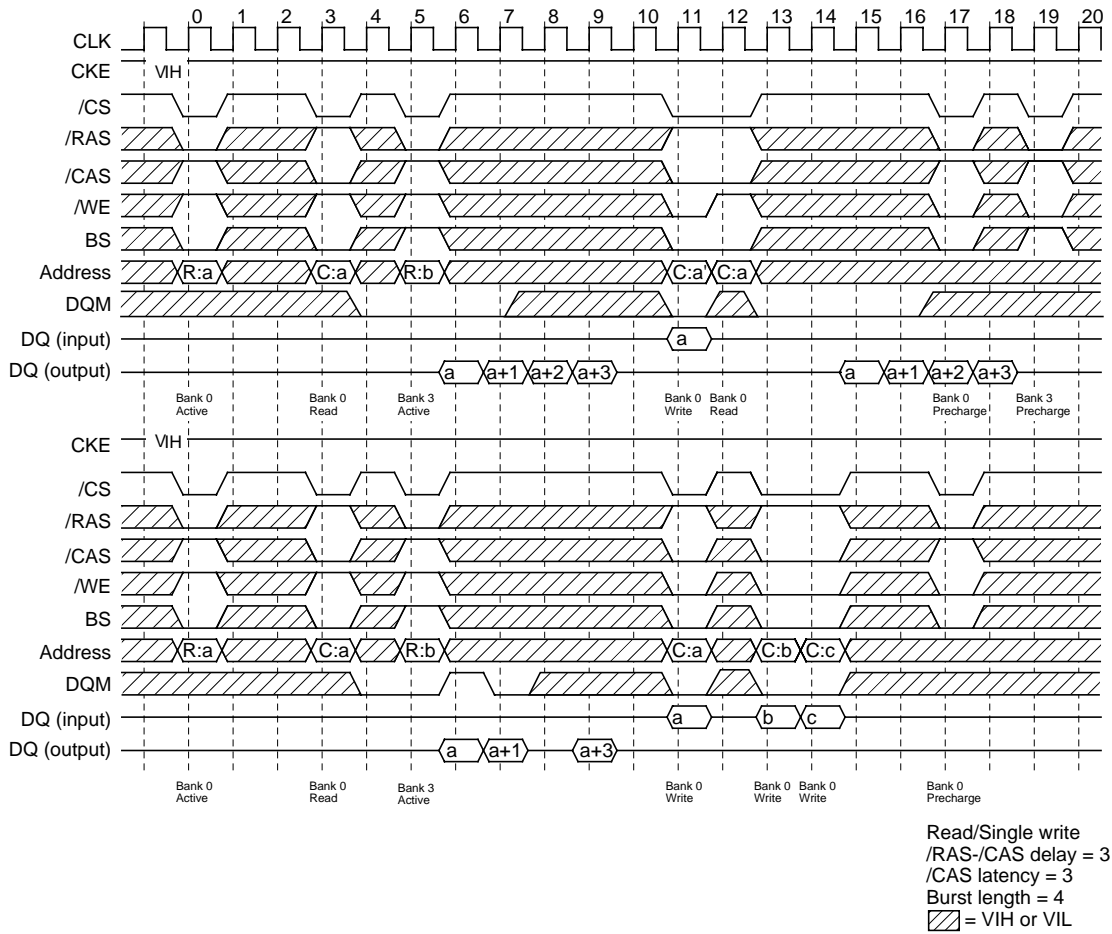 0 1 2 3 4 5 6 7 8 9 10 11 12 13 14 15 16 17 18 19 20
CLK
CKE VIH
/CS
/RAS
/CAS
/WE
BS
Address R:a C:a R:b C:a' C:a
DQM
DQ (input) a
DQ (output) a a+1 a+2 a+3 a a+1 a+2 a+3
Bank 0 Bank 0 Bank 3 Bank 0 Bank 0 Bank 0 Bank 3
Active Read Active Write Read Precharge Precharge
CKE VIH
/CS
/RAS
/CAS
/WE
BS
Address R:a C:a R:b C:a C:b C:c
DQM
DQ (input) a b c
DQ (output) a a+1 a+3
Bank 0 Bank 0 Bank 3 Bank 0 Bank 0 Bank 0 Bank 0
Active Read Active Write Write Write Precharge
Read/Single write
/RAS-/CAS delay = 3
/CAS latency = 3
Burst length = 4
= VIH or VIL